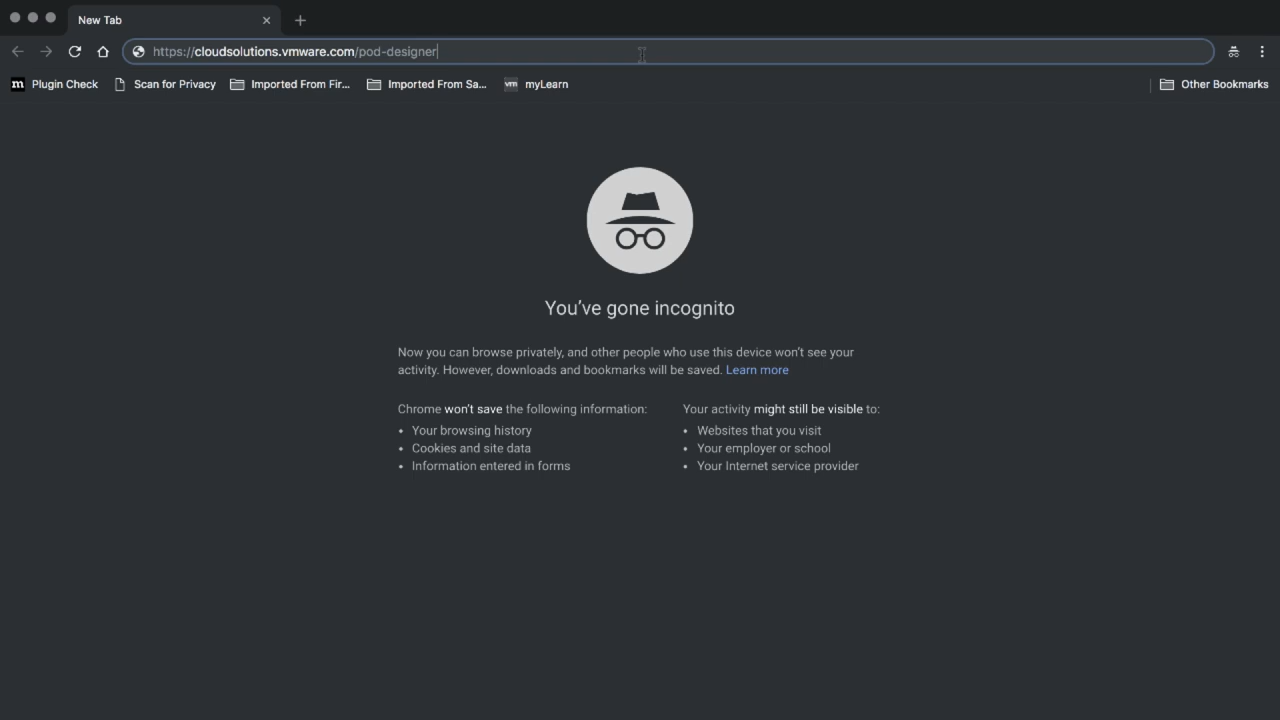 New Tab
https://cloudsolutions.vmware.com/pod-designer
m Plugin Check Scan for Privacy Imported From Fir... Imported From Sa... vm myLearn Other Bookmarks
You've gone incognito
Now you can browse privately, and other people who use this device won't see your
activity. However, downloads and bookmarks will be saved. Learn more
Chrome won't save the following information:
• Your browsing history
• Cookies and site data
• Information entered in forms
Your activity might still be visible to:
• Websites that you visit
• Your employer or school
• Your Internet service provider